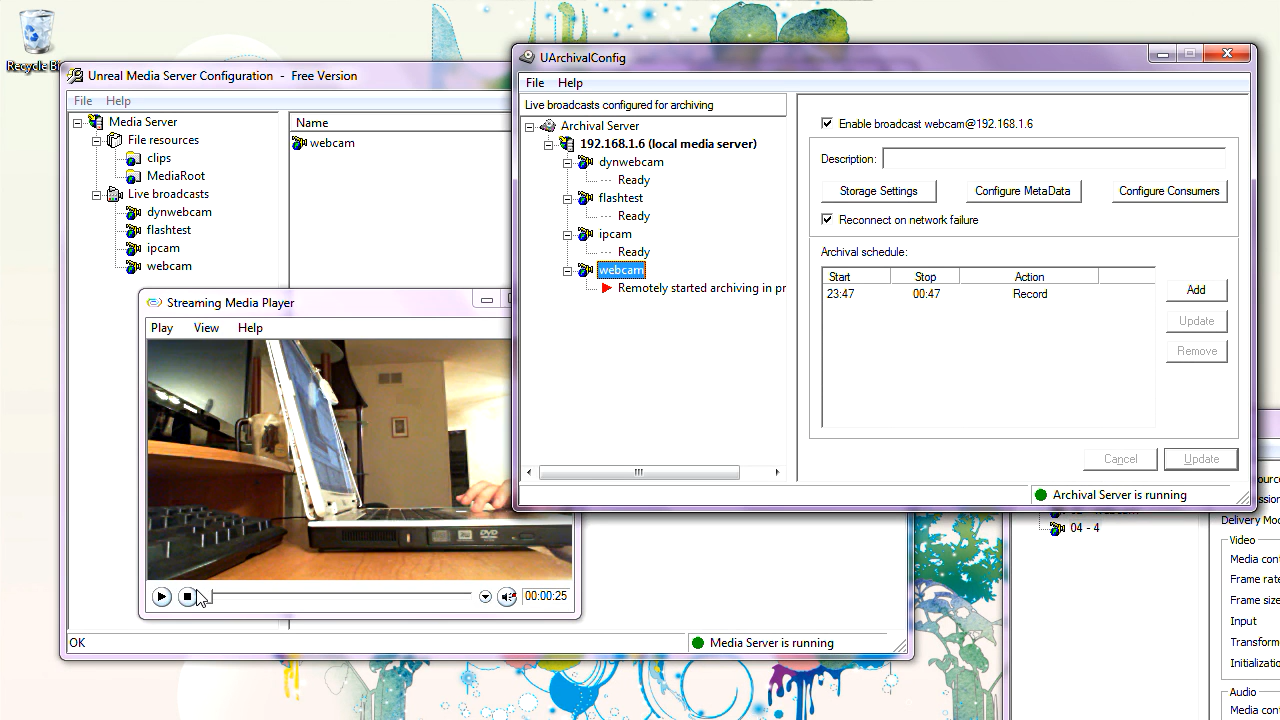 Recycle Bi
Unreal Media Server Configuration - Free Version
File Help
Media Server
File resources
clips
MediaRoot
Live broadcasts
dynwebcam
flashtest
ipcam
webcam
Name
webcam
OK
Media Server is running
Streaming Media Player
Play View Help
DVD
00:00:25
UArchivalConfig
File Help
Live broadcasts configured for archiving
Archival Server
192.168.1.6 (local media server)
dynwebcam
Ready
flashtest
Ready
ipcam
Ready
webcam
Remotely started archiving in pr
Enable broadcast webcam@192.168.1.6
Description:
Storage Settings Configure MetaData Configure Consumers
Reconnect on network failure
Archival schedule:
Start Stop Action
23:47 00:47 Record
Add
Update
Remove
Cancel Update
Archival Server is running
04 - 4
Delivery Mod
Video
Media con
Frame rate
Frame size
Input
Transform
Initializatio
Audio
Media con